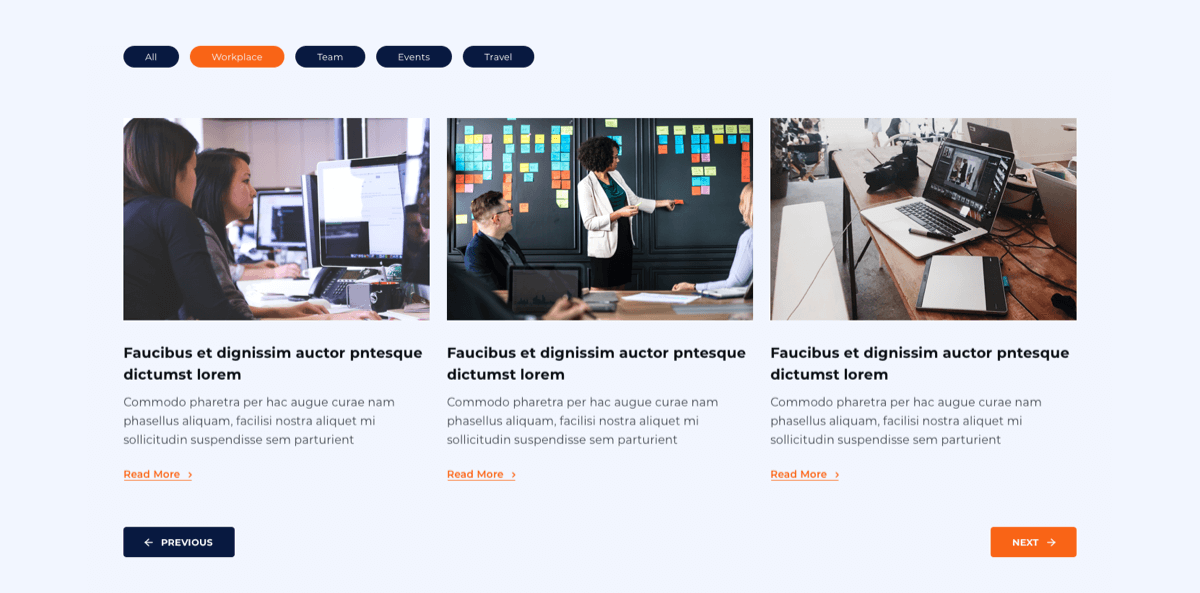 All
Workplace
Team
Events
Travel
Faucibus et dignissim auctor pntesque
dictumst lorem
Commodo pharetra per hac augue curae nam
phasellus aliquam, facilisi nostra aliquet mi
sollicitudin suspendisse sem parturient
Read More
Faucibus et dignissim auctor pntesque
dictumst lorem
Commodo pharetra per hac augue curae nam
phasellus aliquam, facilisi nostra aliquet mi
sollicitudin suspendisse sem parturient
Read More
Faucibus et dignissim auctor pntesque
dictumst lorem
Commodo pharetra per hac augue curae nam
phasellus aliquam, facilisi nostra aliquet mi
sollicitudin suspendisse sem parturient
Read More
PREVIOUS
NEXT